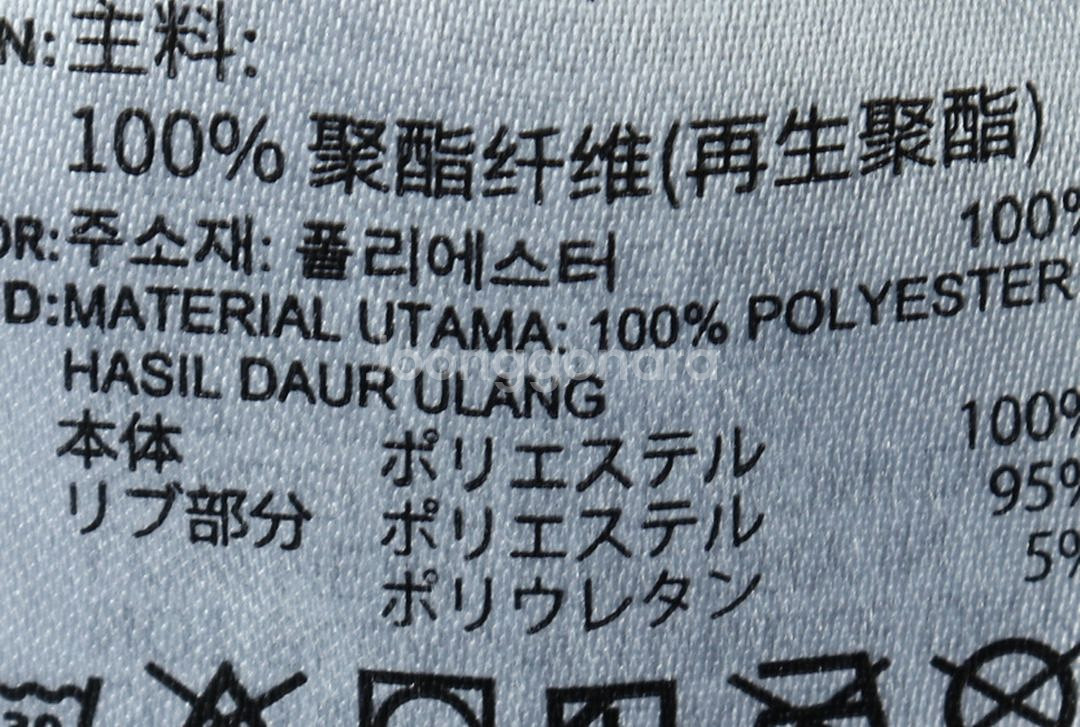 N:主料:
100% 聚酯纤维(再生聚酯)
OR:주소재: 폴리에스터 100%
D:MATERIAL UTAMA: 100% POLYESTER
HASIL DAUR ULANG
本体 ポリエステル 100%
リブ部分 ポリエステル 95%
ポリウレタン 5%
30